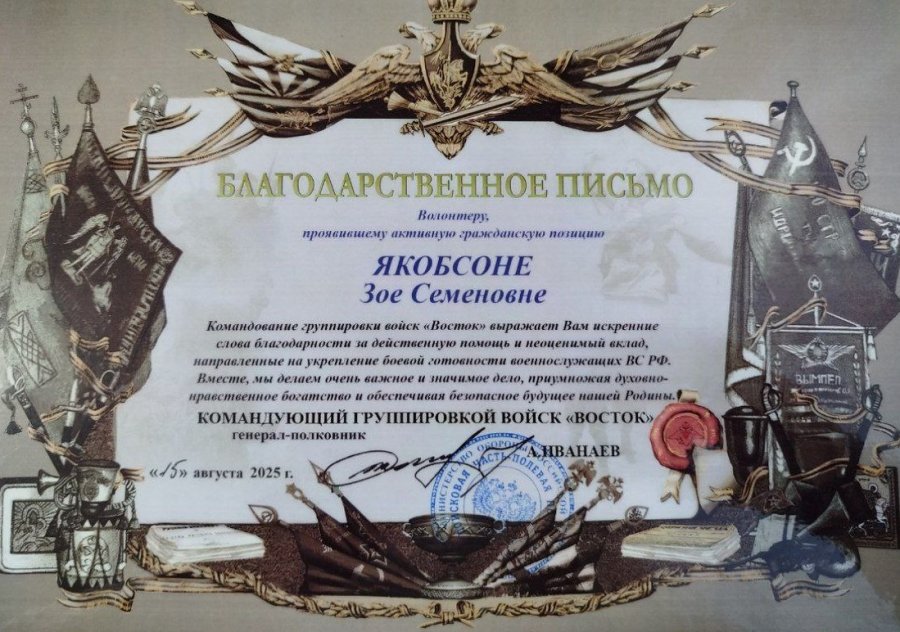 БЛАГОДАРСТВЕННОЕ ПИСЬМО
Волонтеру,
проявившему активную гражданскую позицию
ЯКОБСОНЕ
Зое Семеновне
Командование группировки войск «Восток» выражает Вам искренние
слова благодарности за действенную помощь и неоценимый вклад,
направленные на укрепление боевой готовности военнослужащих ВС РФ.
Вместе, мы делаем очень важное и значимое дело, приумножая духовно-
нравственное богатство и обеспечивая безопасное будущее нашей Родины.
КОМАНДУЮЩИЙ ГРУППИРОВКОЙ ВОЙСК «ВОСТОК»
генерал-полковник
А.ИВАНАЕВ
«15» августа 2025 г.
ВЫМПЕЛ